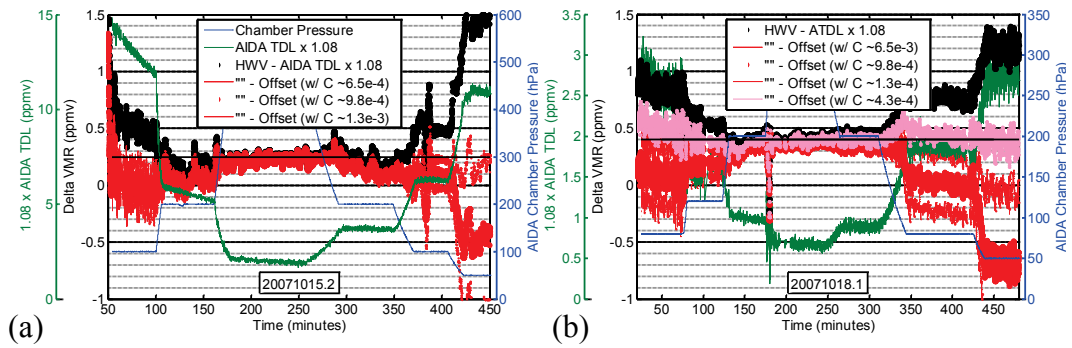 1.5
1
0.5
0
-0.5
-1
15
10
5
0
600
500
400
300
200
100
0
1.08 x AIDA TDL (ppmv)
Delta VMR (ppmv)
AIDA Chamber Pressure (hPa)
Chamber Pressure
AIDA TDL x 1.08
HWV - AIDA TDL x 1.08
"" - Offset (w/ C ~6.5e-4)
"" - Offset (w/ C ~9.8e-4)
"" - Offset (w/ C ~1.3e-3)
20071015.2
50 100 150 200 250 300 350 400 450
Time (minutes)
(a)
3.5
3
2.5
2
1.5
1
0.5
0
1.5
1
0.5
0
-0.5
-1
350
300
250
200
150
100
50
0
1.08 x AIDA TDL (ppmv)
Delta VMR (ppmv)
AIDA Chamber Pressure (hPa)
HWV - ATDL x 1.08
"" - Offset (w/ C ~6.5e-3)
"" - Offset (w/ C ~9.8e-4)
"" - Offset (w/ C ~1.3e-4)
"" - Offset (w/ C ~4.3e-4)
20071018.1
50 100 150 200 250 300 350 400 450
Time (minutes)
(b)